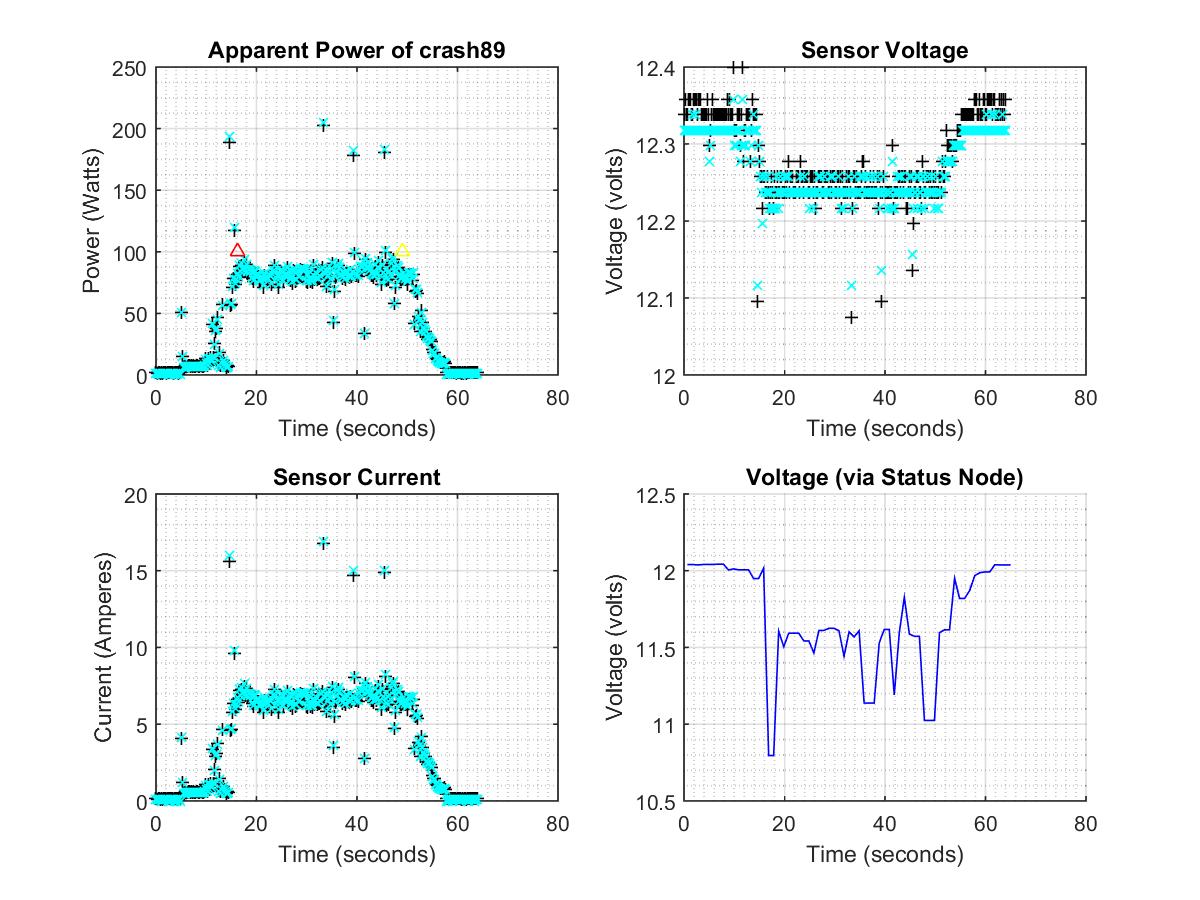 Apparent Power of crash89
250
200
150
100
50
0
Power (Watts)
0 20 40 60 80
Time (seconds)
Sensor Voltage
12.4
12.3
12.2
12.1
12
Voltage (volts)
0 20 40 60 80
Time (seconds)
Sensor Current
20
15
10
5
0
Current (Amperes)
0 20 40 60 80
Time (seconds)
Voltage (via Status Node)
12.5
12
11.5
11
10.5
Voltage (volts)
0 20 40 60 80
Time (seconds)